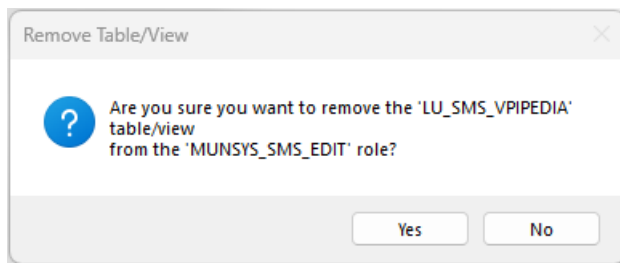 Remove Table/View
Are you sure you want to remove the 'LU_SMS_VPIPEDIA'
table/view
from the 'MUNSYS_SMS_EDIT' role?
Yes
No